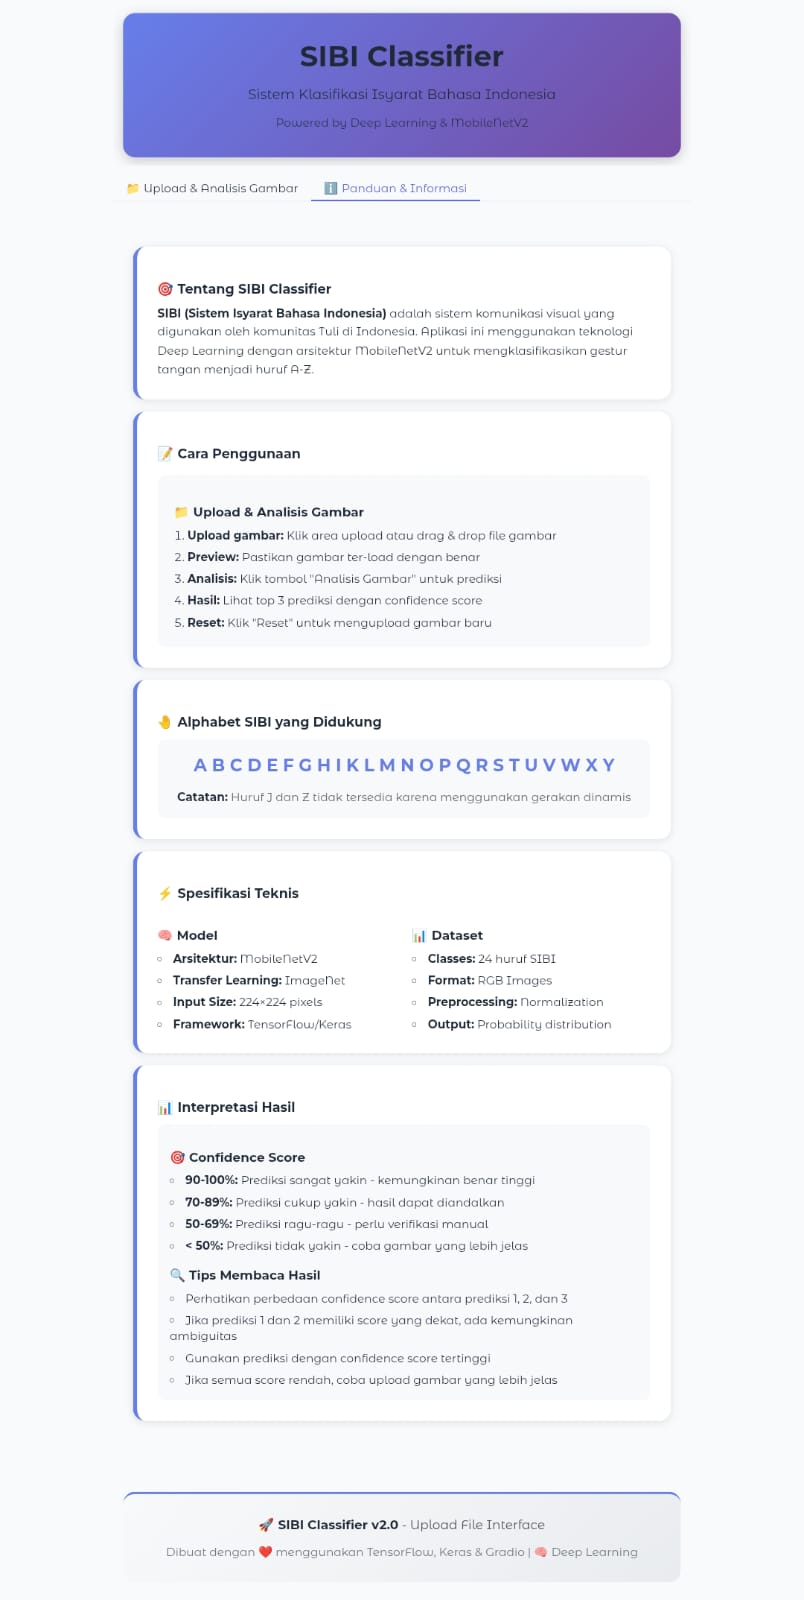 SIBI Classifier
Sistem Klasifikasi Isyarat Bahasa Indonesia
Powered by Deep Learning & MobileNetV2
📁 Upload & Analisis Gambar
ℹ️ Panduan & Informasi
🎯 Tentang SIBI Classifier
SIBI (Sistem Isyarat Bahasa Indonesia) adalah sistem komunikasi visual yang
digunakan oleh komunitas Tuli di Indonesia. Aplikasi ini menggunakan teknologi
Deep Learning dengan arsitektur MobileNetV2 untuk mengklasifikasikan gestur
tangan menjadi huruf A-Z.
📝 Cara Penggunaan
📁 Upload & Analisis Gambar
1. Upload gambar: Klik area upload atau drag & drop file gambar
2. Preview: Pastikan gambar ter-load dengan benar
3. Analisis: Klik tombol "Analisis Gambar" untuk prediksi
4. Hasil: Lihat top 3 prediksi dengan confidence score
5. Reset: Klik "Reset" untuk mengupload gambar baru
🤚 Alphabet SIBI yang Didukung
A B C D E F G H I K L M N O P Q R S T U V W X Y
Catatan: Huruf J dan Z tidak tersedia karena menggunakan gerakan dinamis
⚡ Spesifikasi Teknis
🧠 Model
◦ Arsitektur: MobileNetV2
◦ Transfer Learning: ImageNet
◦ Input Size: 224×224 pixels
◦ Framework: TensorFlow/Keras
📊 Dataset
◦ Classes: 24 huruf SIBI
◦ Format: RGB Images
◦ Preprocessing: Normalization
◦ Output: Probability distribution
📊 Interpretasi Hasil
🎯 Confidence Score
◦ 90-100%: Prediksi sangat yakin - kemungkinan benar tinggi
◦ 70-89%: Prediksi cukup yakin - hasil dapat diandalkan
◦ 50-69%: Prediksi ragu-ragu - perlu verifikasi manual
◦ < 50%: Prediksi tidak yakin - coba gambar yang lebih jelas
🔍 Tips Membaca Hasil
◦ Perhatikan perbedaan confidence score antara prediksi 1, 2, dan 3
◦ Jika prediksi 1 dan 2 memiliki score yang dekat, ada kemungkinan
ambiguitas
◦ Gunakan prediksi dengan confidence score tertinggi
◦ Jika semua score rendah, coba upload gambar yang lebih jelas
🚀 SIBI Classifier v2.0 - Upload File Interface
Dibuat dengan ❤️ menggunakan TensorFlow, Keras & Gradio | 🧠 Deep Learning